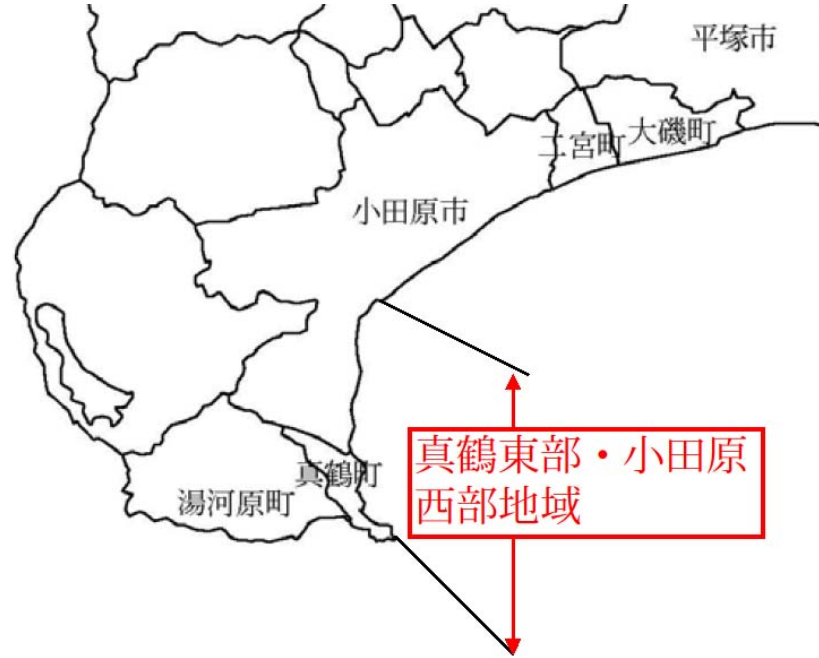 平塚市
大磯町
二宮町
小田原市
真鶴東部・小田原
西部地域
真鶴町
湯河原町